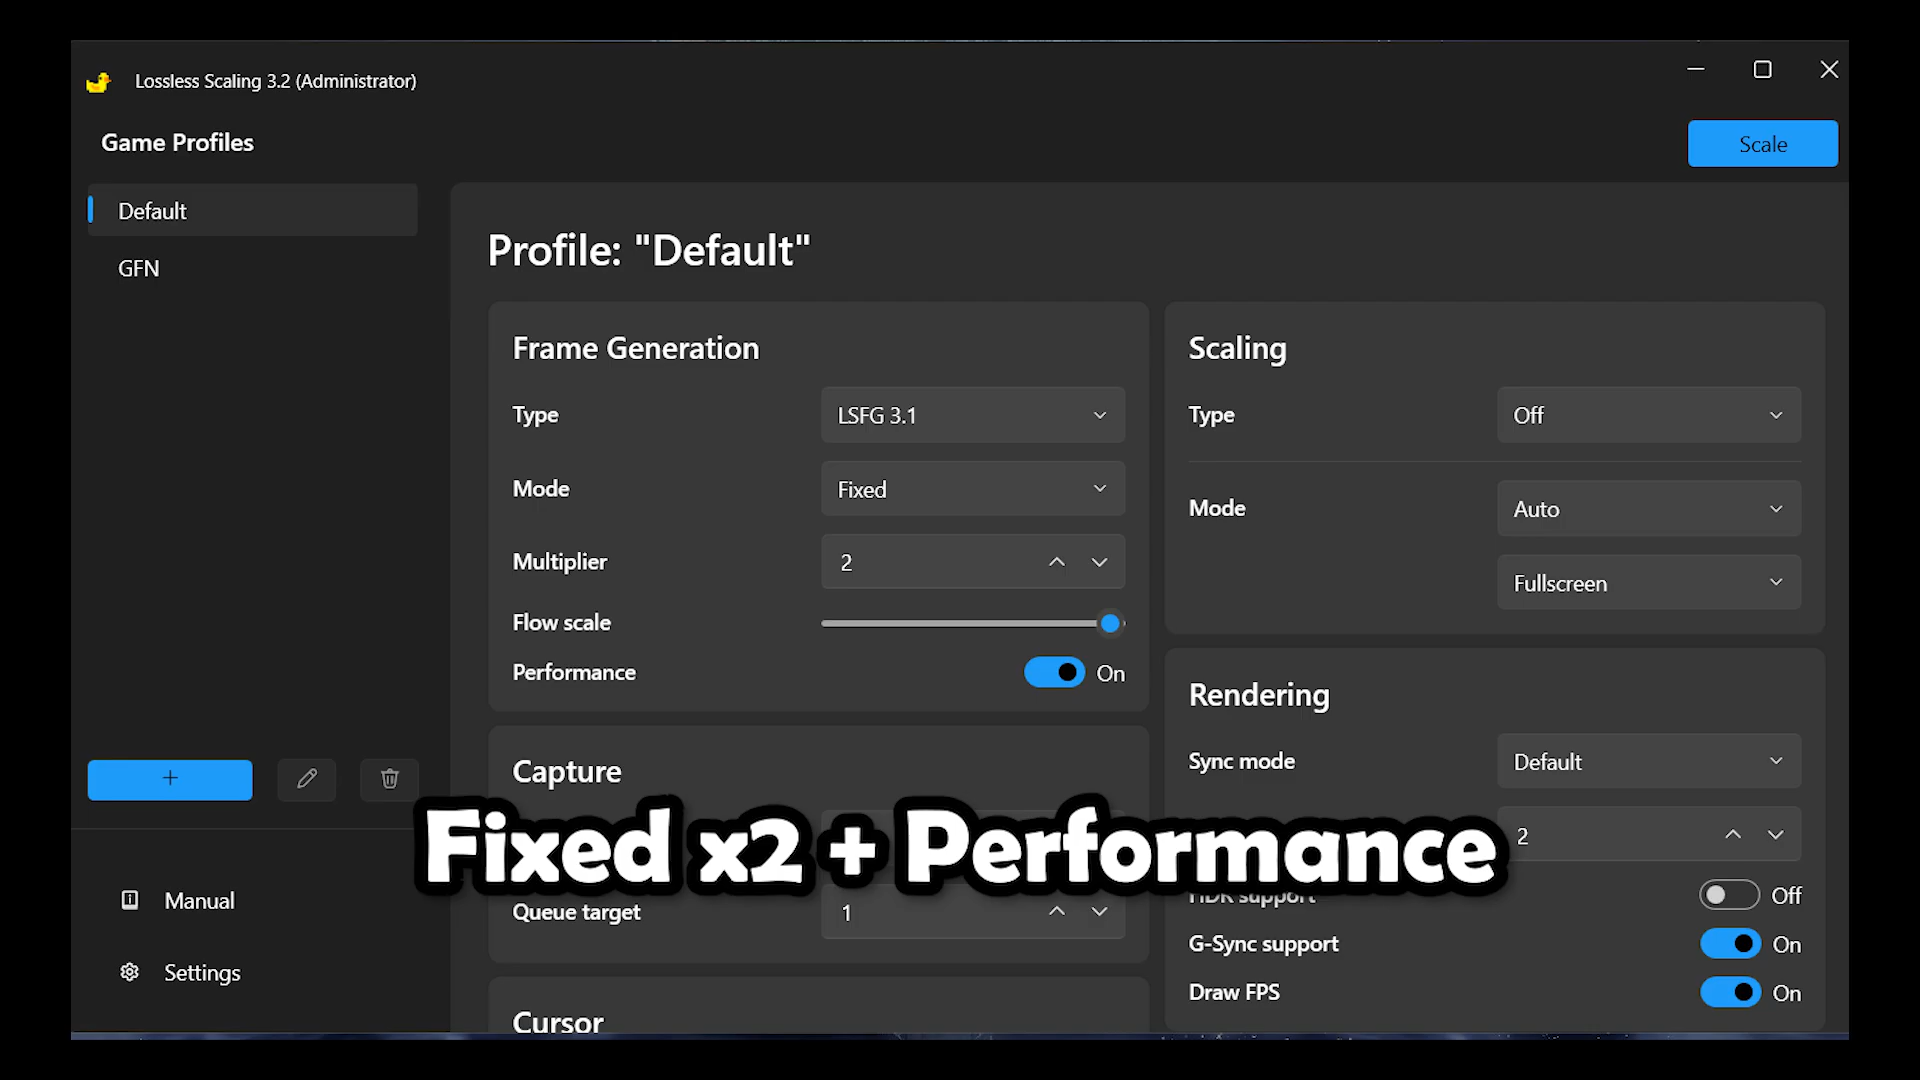 Lossless Scaling 3.2 (Administrator)
Game Profiles
Scale
Default
GFN
Profile: "Default"
Frame Generation
Type
LSFG 3.1
Mode
Fixed
Multiplier
2
Flow scale
Performance
On
Scaling
Type
Off
Mode
Auto
Fullscreen
Capture
Queue target
1
Cursor
Rendering
Sync mode
Default
2
HDR support
Off
G-Sync support
On
Draw FPS
On
Fixed x2 + Performance
Manual
Settings